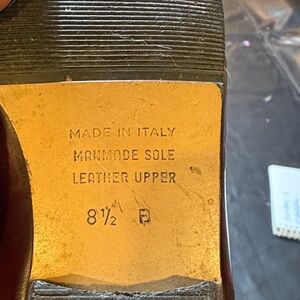 MADE IN ITALY
MANMADE SOLE
LEATHER UPPER
8½ B